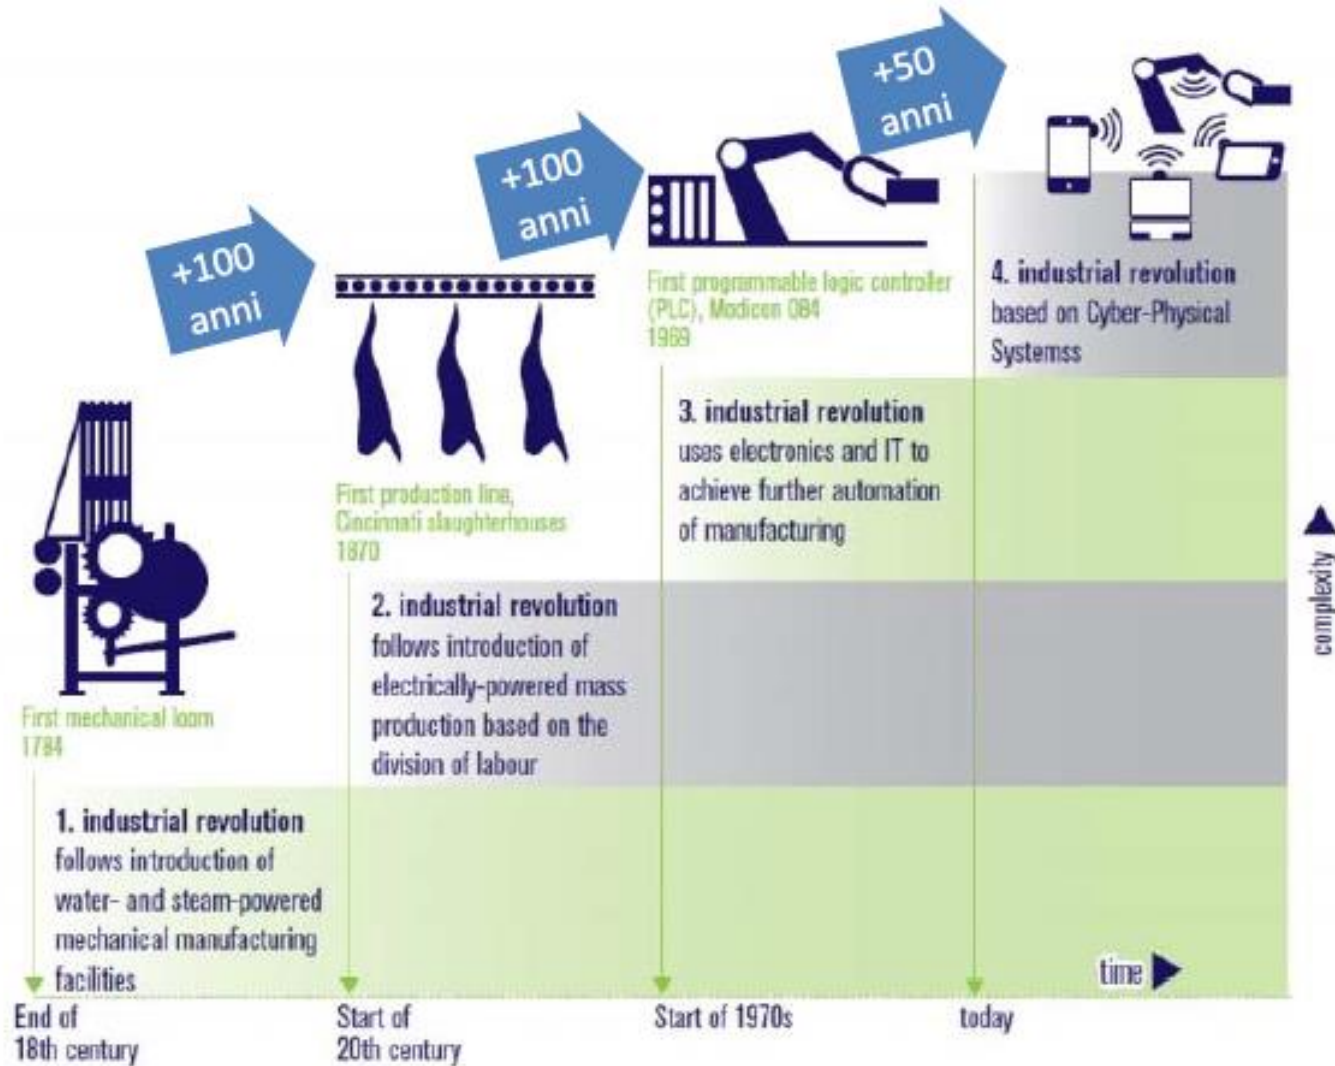 +50
anni
+100
anni
+100
anni
First programmable logic controller
(PLC), Modicon 084
1969
4. industrial revolution
based on Cyber-Physical
Systemss
3. industrial revolution
uses electronics and IT to
achieve further automation
of manufacturing
First production line,
Cincinnati slaughterhouses
1870
2. industrial revolution
follows introduction of
electrically-powered mass
production based on the
division of labour
First mechanical loom
1784
1. industrial revolution
follows introduction of
water- and steam-powered
mechanical manufacturing
facilities
complexity
time
End of
18th century
Start of
20th century
Start of 1970s
today